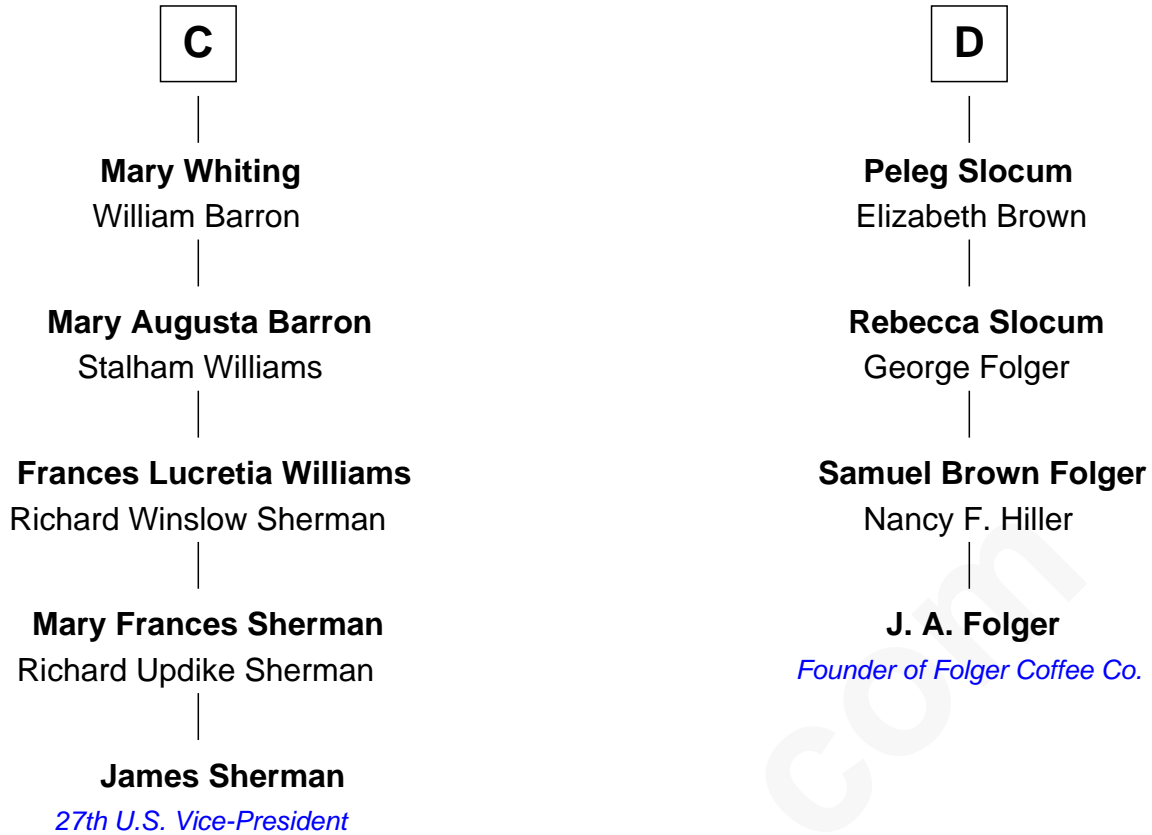 C
Mary Whiting
William Barron
Mary Augusta Barron
Stalham Williams
Frances Lucretia Williams
Richard Winslow Sherman
Mary Frances Sherman
Richard Updike Sherman
James Sherman
27th U.S. Vice-President
D
Peleg Slocum
Elizabeth Brown
Rebecca Slocum
George Folger
Samuel Brown Folger
Nancy F. Hiller
J. A. Folger
Founder of Folger Coffee Co.
com